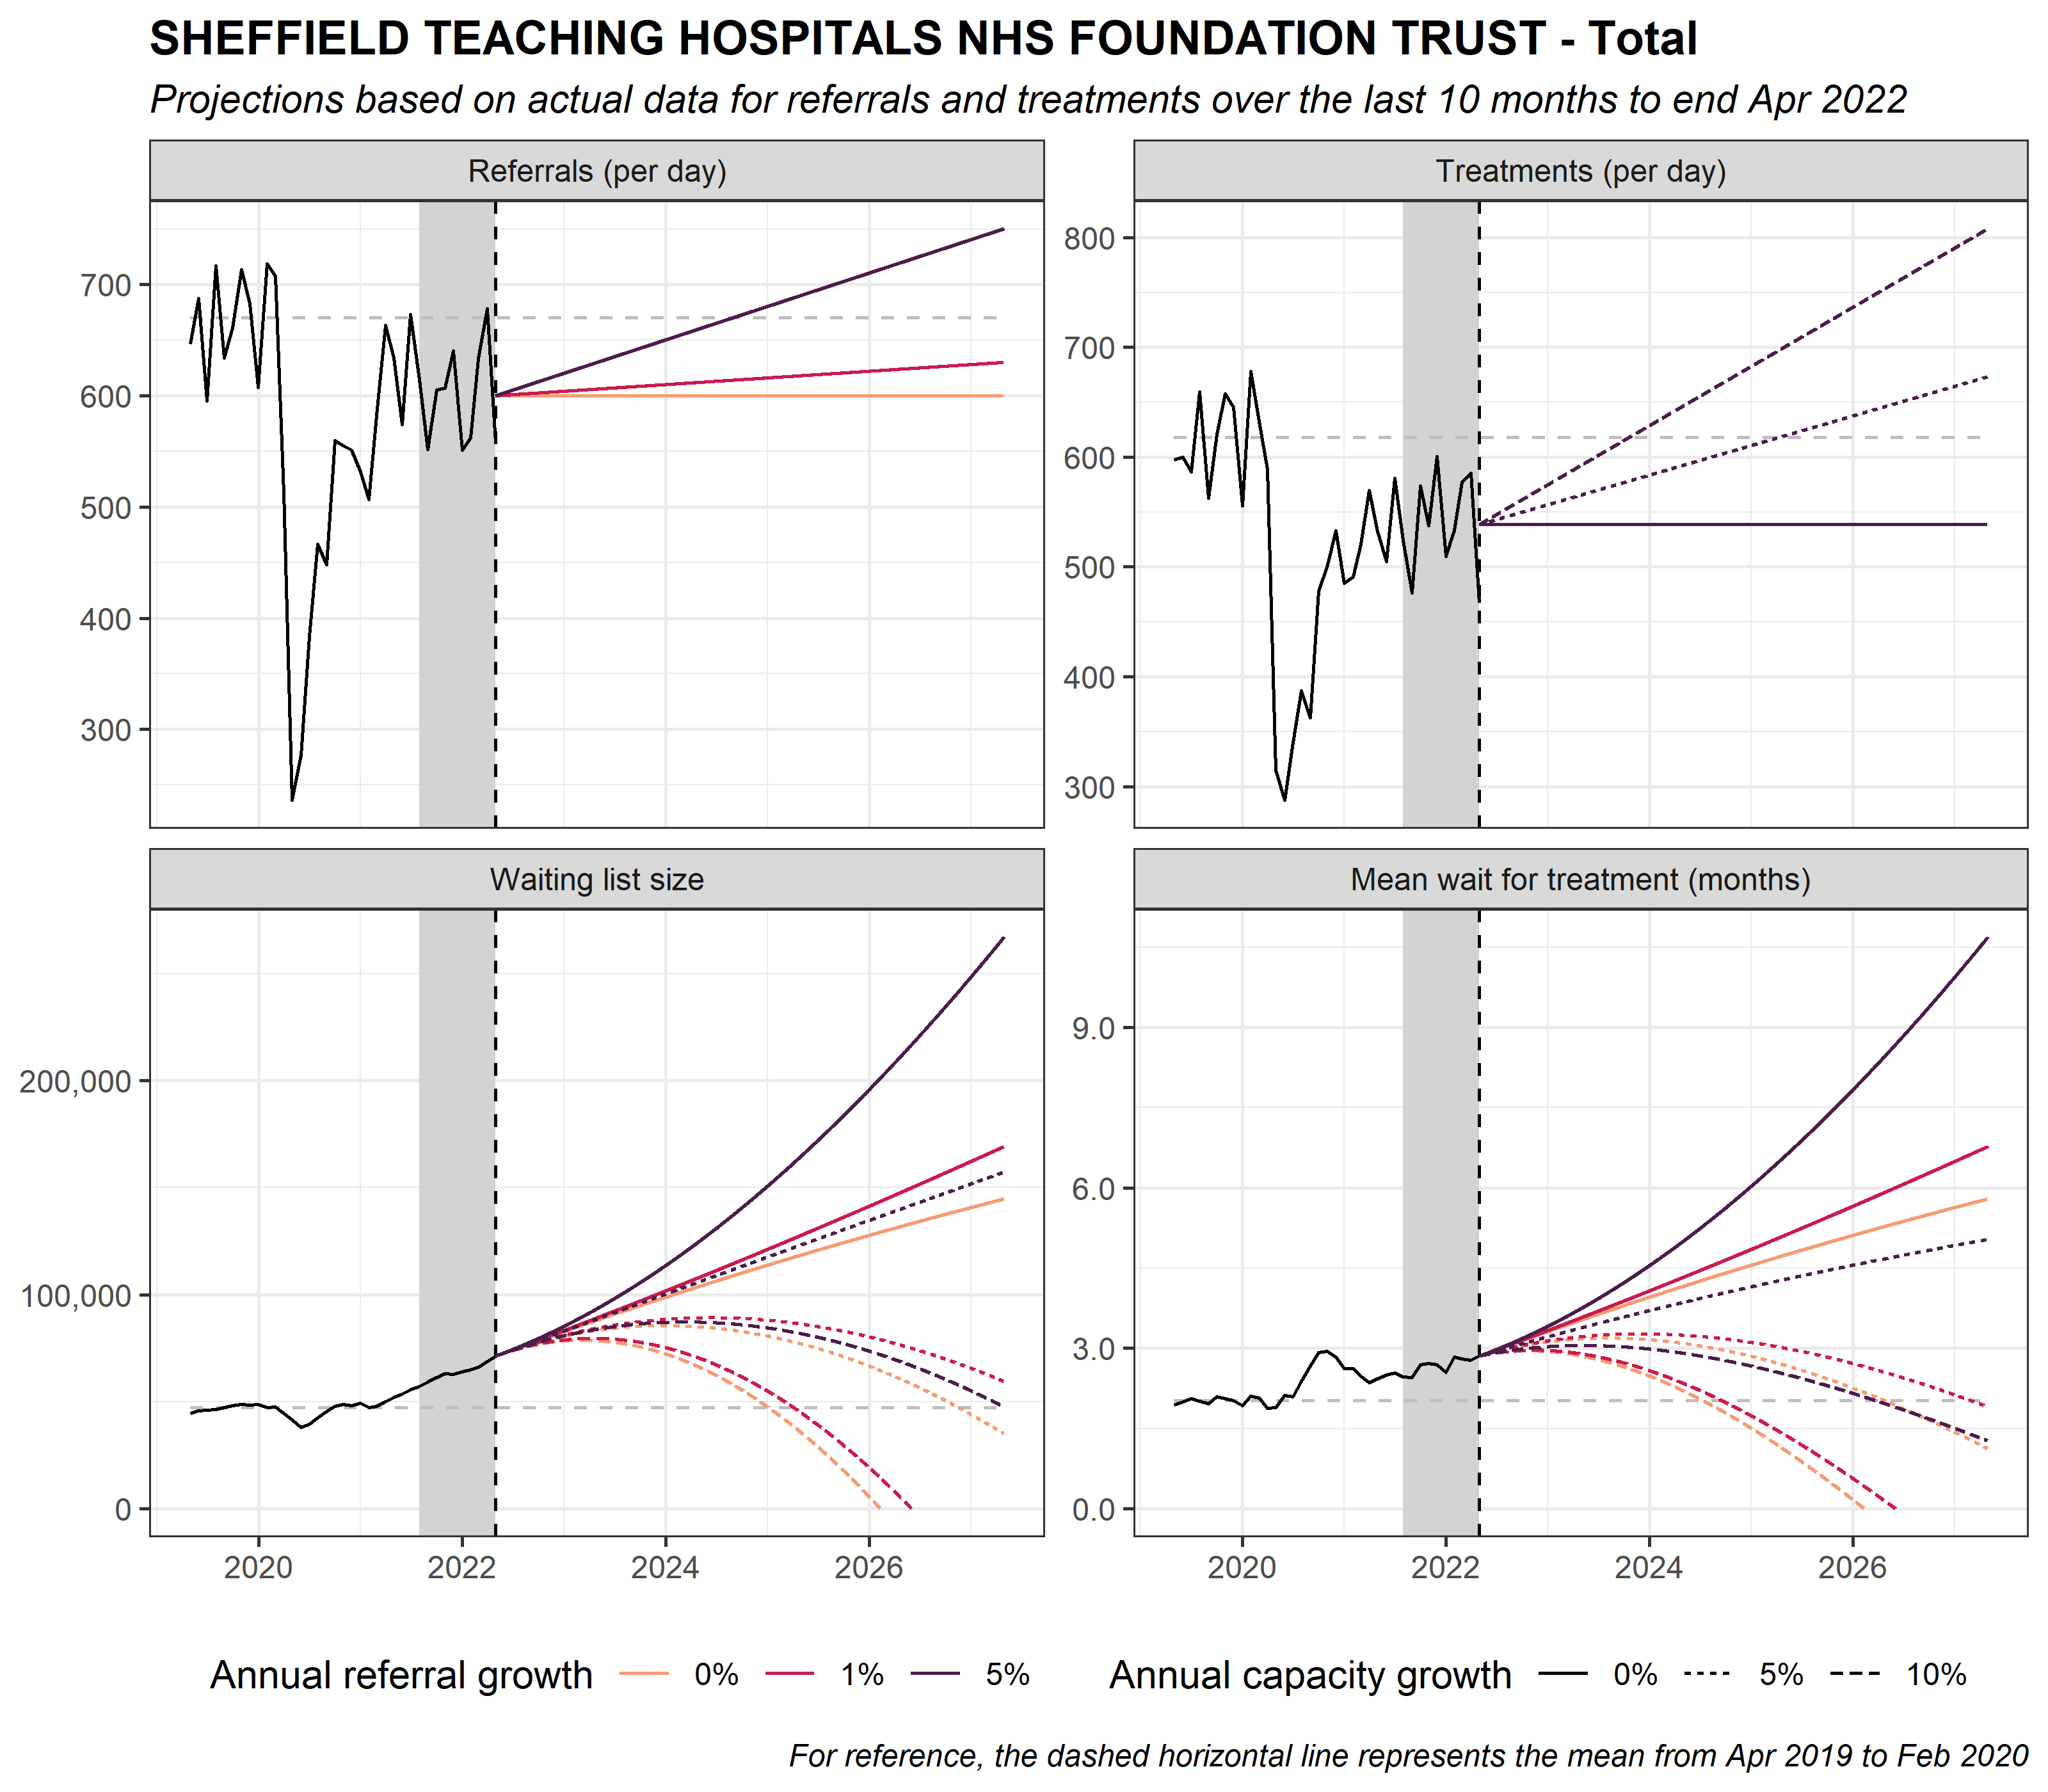 SHEFFIELD TEACHING HOSPITALS NHS FOUNDATION TRUST - Total
Projections based on actual data for referrals and treatments over the last 10 months to end Apr 2022
Referrals (per day)
700
600
500
400
300
Treatments (per day)
800
700
600
500
400
300
Waiting list size
200,000
100,000
0
2020 2022 2024 2026
Mean wait for treatment (months)
9.0
6.0
3.0
0.0
2020 2022 2024 2026
Annual referral growth 0% 1% 5%
Annual capacity growth 0% 5% 10%
For reference, the dashed horizontal line represents the mean from Apr 2019 to Feb 2020